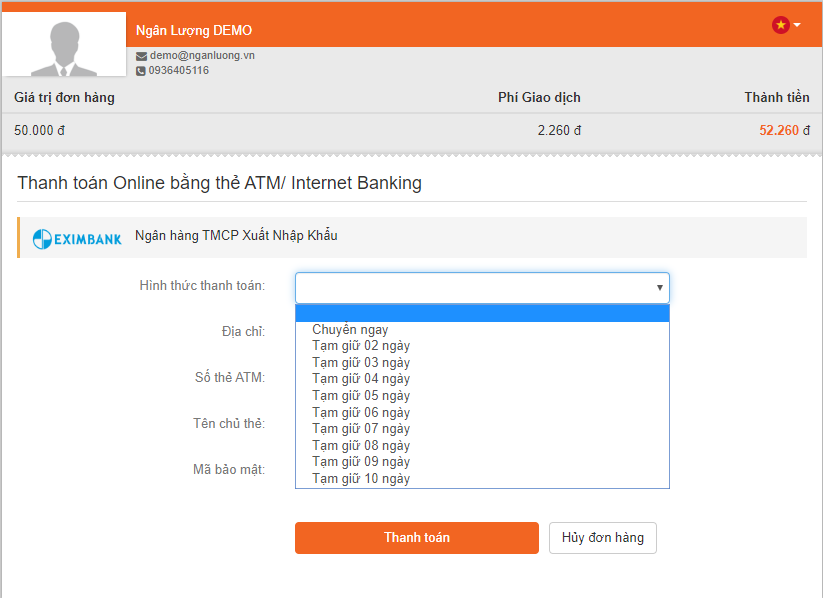 Ngân Lượng DEMO
demo@nganluong.vn
0936405116
Giá trị đơn hàng Phí Giao dịch Thành tiền
50.000 đ 2.260 đ 52.260 đ
Thanh toán Online bằng thẻ ATM/ Internet Banking
EXIMBANK Ngân hàng TMCP Xuất Nhập Khẩu
Hình thức thanh toán:
Địa chỉ:
Số thẻ ATM:
Tên chủ thẻ:
Mã bảo mật:
Chuyển ngay
Tạm giữ 02 ngày
Tạm giữ 03 ngày
Tạm giữ 04 ngày
Tạm giữ 05 ngày
Tạm giữ 06 ngày
Tạm giữ 07 ngày
Tạm giữ 08 ngày
Tạm giữ 09 ngày
Tạm giữ 10 ngày
Thanh toán Hủy đơn hàng